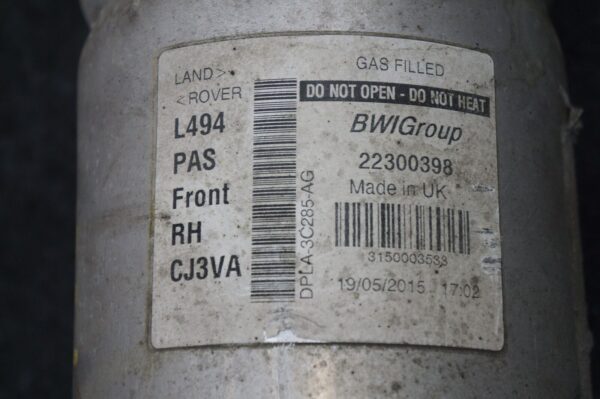 LAND>
<ROVER
L494
PAS
Front
RH
CJ3VA
DPLA-3C285-AG
GAS FILLED
DO NOT OPEN - DO NOT HEAT
BWIGroup
22300398
Made in UK
3150003533
19/05/2015 17:02